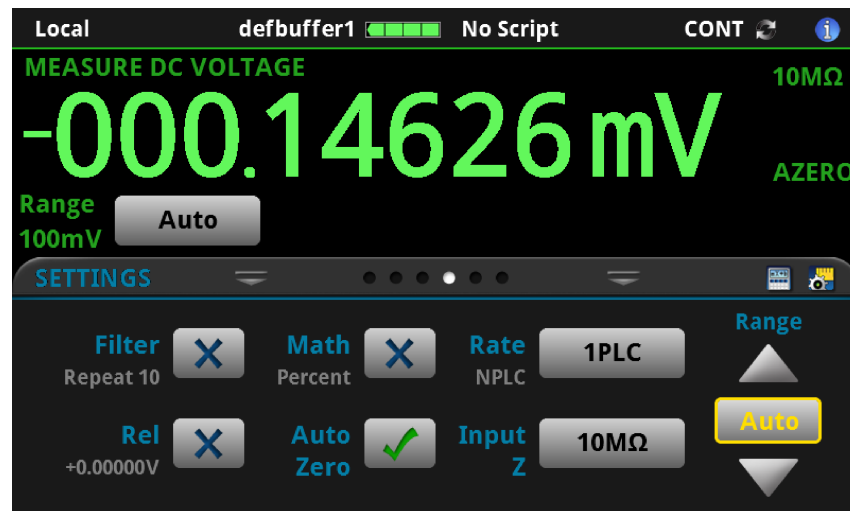 Local defbuffer1 No Script CONT i
MEASURE DC VOLTAGE 10MΩ
-000.14626 mV
AZERO
Range
100mV Auto
SETTINGS
Filter Math Rate 1PLC Range
Repeat 10 Percent NPLC
Auto
Rel Auto Input 10MΩ
+0.00000V Zero Z